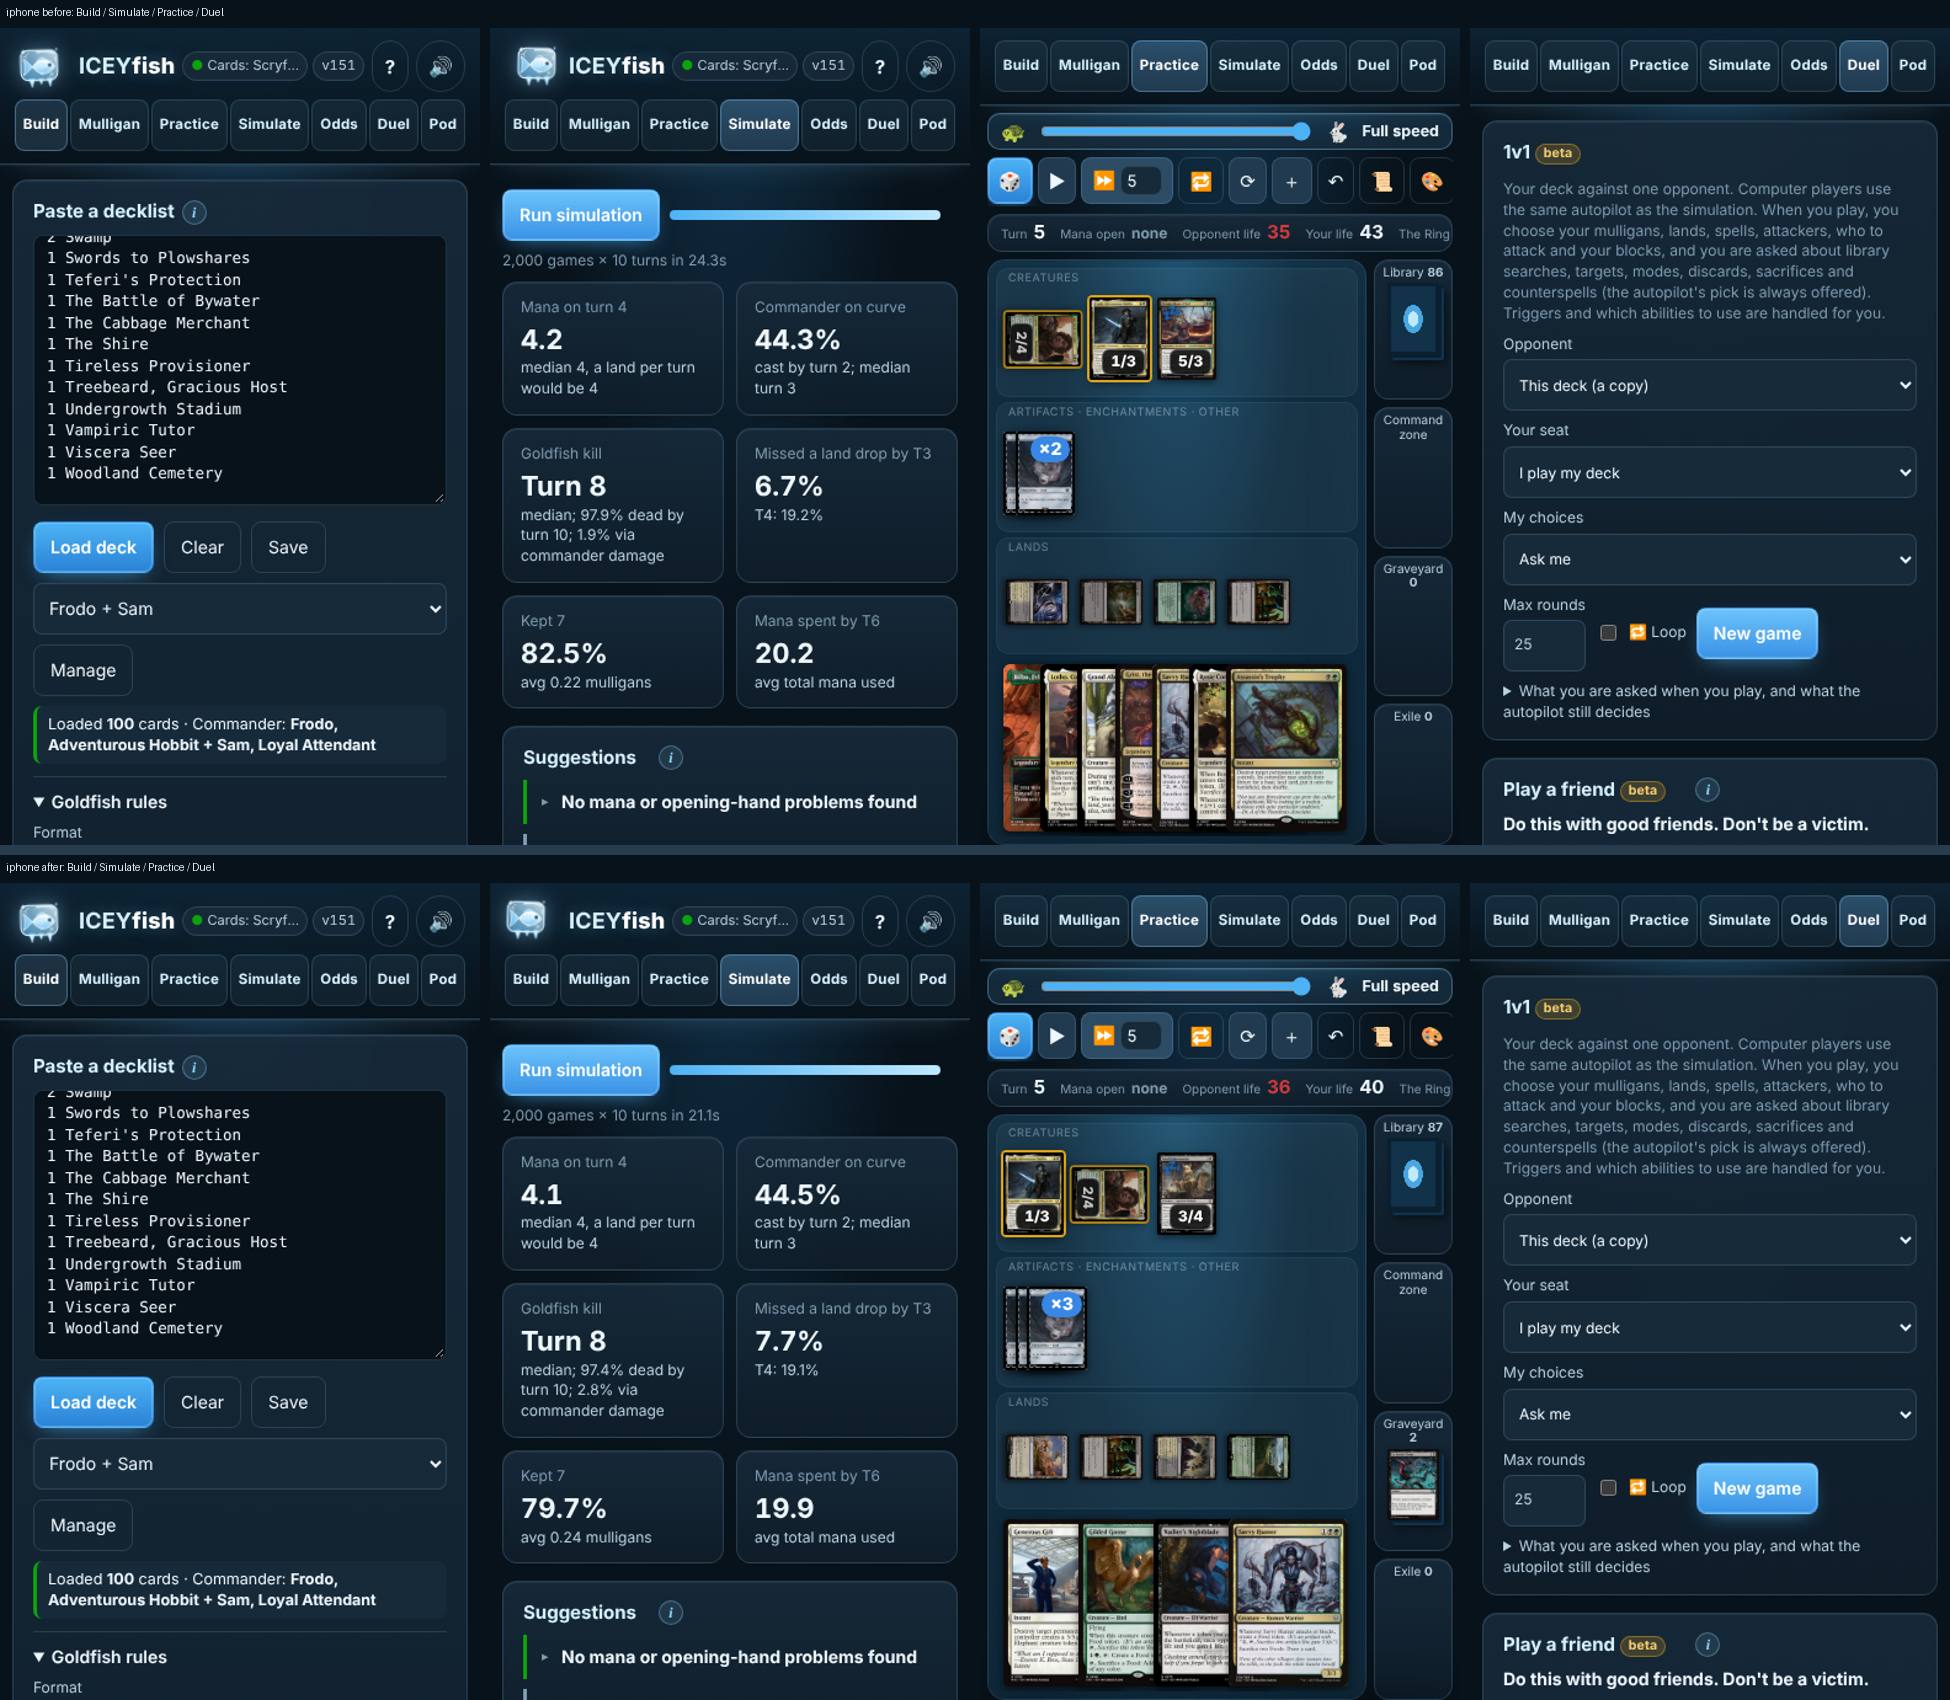 iphone before: Build / Simulate / Practice / Duel
ICEYfish
Cards: Scryf...
v151
?
Build
Mulligan
Practice
Simulate
Odds
Duel
Pod
Paste a decklist
i
2 Swamp
1 Swords to Plowshares
1 Teferi's Protection
1 The Battle of Bywater
1 The Cabbage Merchant
1 The Shire
1 Tireless Provisioner
1 Treebeard, Gracious Host
1 Undergrowth Stadium
1 Vampiric Tutor
1 Viscera Seer
1 Woodland Cemetery
Load deck
Clear
Save
Frodo + Sam
Manage
Loaded 100 cards · Commander: Frodo,
Adventurous Hobbit + Sam, Loyal Attendant
▼ Goldfish rules
Format
ICEYfish
Cards: Scryf...
v151
?
Build
Mulligan
Practice
Simulate
Odds
Duel
Pod
Run simulation
2,000 games × 10 turns in 24.3s
Mana on turn 4
4.2
median 4, a land per turn
would be 4
Commander on curve
44.3%
cast by turn 2; median
turn 3
Goldfish kill
Turn 8
median; 97.9% dead by
turn 10; 1.9% via
commander damage
Missed a land drop by T3
6.7%
T4: 19.2%
Kept 7
82.5%
avg 0.22 mulligans
Mana spent by T6
20.2
avg total mana used
Suggestions
i
No mana or opening-hand problems found
Build
Mulligan
Practice
Simulate
Odds
Duel
Pod
Full speed
5
+
Turn 5
Mana open none
Opponent life 35
Your life 43
The Ring
CREATURES
2/4
1/3
5/3
ARTIFACTS · ENCHANTMENTS · OTHER
×2
LANDS
Library 86
Command
zone
Graveyard
0
Exile 0
Assassin's Trophy
Instant
Build
Mulligan
Practice
Simulate
Odds
Duel
Pod
1v1 beta
Your deck against one opponent. Computer players use
the same autopilot as the simulation. When you play, you
choose your mulligans, lands, spells, attackers, who to
attack and your blocks, and you are asked about library
searches, targets, modes, discards, sacrifices and
counterspells (the autopilot's pick is always offered).
Triggers and which abilities to use are handled for you.
Opponent
This deck (a copy)
Your seat
I play my deck
My choices
Ask me
Max rounds
25
Loop
New game
▶ What you are asked when you play, and what the
autopilot still decides
Play a friend beta
i
Do this with good friends. Don't be a victim.
iphone after: Build / Simulate / Practice / Duel
ICEYfish
Cards: Scryf...
v151
?
Build
Mulligan
Practice
Simulate
Odds
Duel
Pod
Paste a decklist
i
2 Swamp
1 Swords to Plowshares
1 Teferi's Protection
1 The Battle of Bywater
1 The Cabbage Merchant
1 The Shire
1 Tireless Provisioner
1 Treebeard, Gracious Host
1 Undergrowth Stadium
1 Vampiric Tutor
1 Viscera Seer
1 Woodland Cemetery
Load deck
Clear
Save
Frodo + Sam
Manage
Loaded 100 cards · Commander: Frodo,
Adventurous Hobbit + Sam, Loyal Attendant
▼ Goldfish rules
Format
ICEYfish
Cards: Scryf...
v151
?
Build
Mulligan
Practice
Simulate
Odds
Duel
Pod
Run simulation
2,000 games × 10 turns in 21.1s
Mana on turn 4
4.1
median 4, a land per turn
would be 4
Commander on curve
44.5%
cast by turn 2; median
turn 3
Goldfish kill
Turn 8
median; 97.4% dead by
turn 10; 2.8% via
commander damage
Missed a land drop by T3
7.7%
T4: 19.1%
Kept 7
79.7%
avg 0.24 mulligans
Mana spent by T6
19.9
avg total mana used
Suggestions
i
No mana or opening-hand problems found
Build
Mulligan
Practice
Simulate
Odds
Duel
Pod
Full speed
5
+
Turn 5
Mana open none
Opponent life 36
Your life 40
The Ring
CREATURES
1/3
2/4
3/4
ARTIFACTS · ENCHANTMENTS · OTHER
×3
LANDS
Library 87
Command
zone
Graveyard
2
Exile 0
Generous Gift
Gilded Goose
Nadier's Nightblade
Savvy Hunter
Instant
Creature — Bird
Creature — Elf Warrior
Creature — Human Warrior
Flying
Build
Mulligan
Practice
Simulate
Odds
Duel
Pod
1v1 beta
Your deck against one opponent. Computer players use
the same autopilot as the simulation. When you play, you
choose your mulligans, lands, spells, attackers, who to
attack and your blocks, and you are asked about library
searches, targets, modes, discards, sacrifices and
counterspells (the autopilot's pick is always offered).
Triggers and which abilities to use are handled for you.
Opponent
This deck (a copy)
Your seat
I play my deck
My choices
Ask me
Max rounds
25
Loop
New game
▶ What you are asked when you play, and what the
autopilot still decides
Play a friend beta
i
Do this with good friends. Don't be a victim.